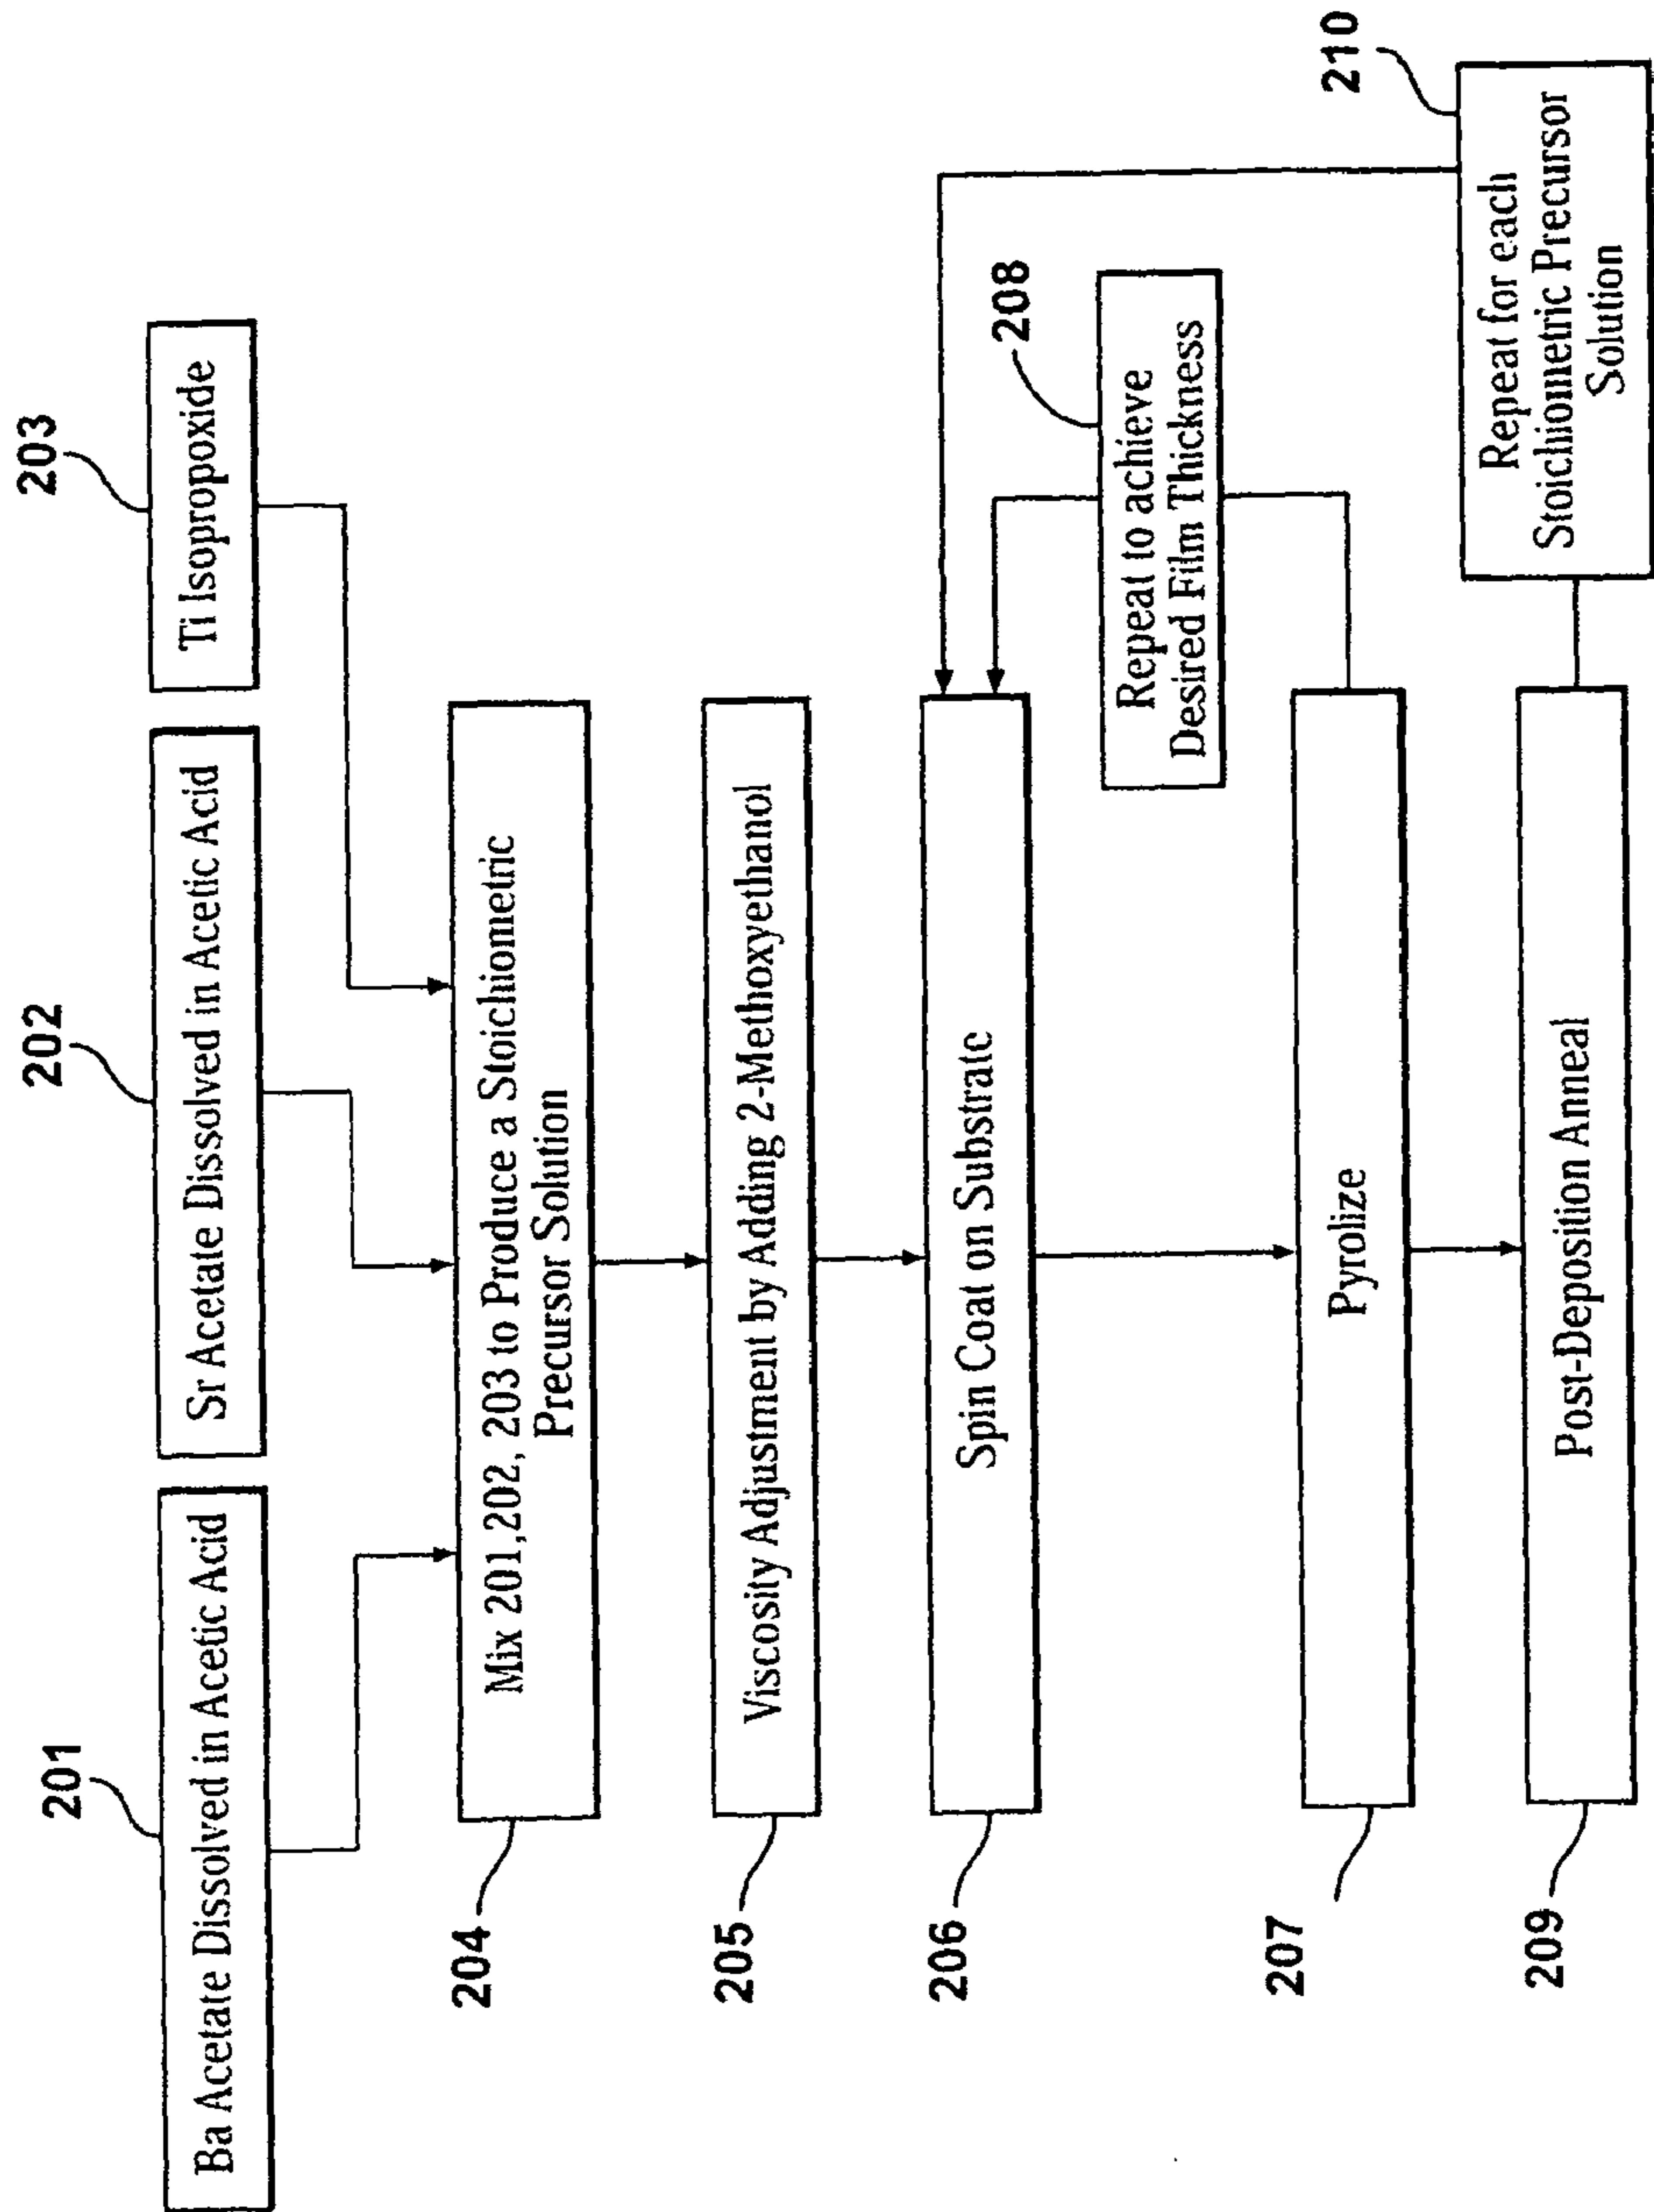 201
Ba Acetate Dissolved in Acetic Acid
202
Sr Acetate Dissolved in Acetic Acid
203
Ti Isopropoxide
204
Mix 201,202, 203 to Produce a Stoichiometric
Precursor Solution
205
Viscosity Adjustment by Adding 2-Methoxyethanol
206
Spin Coat on Substrate
208
Repeat to achieve
Desired Film Thickness
207
Pyrolize
209
Post-Deposition Anneal
210
Repeat for each
Stoichiometric Precursor
Solution